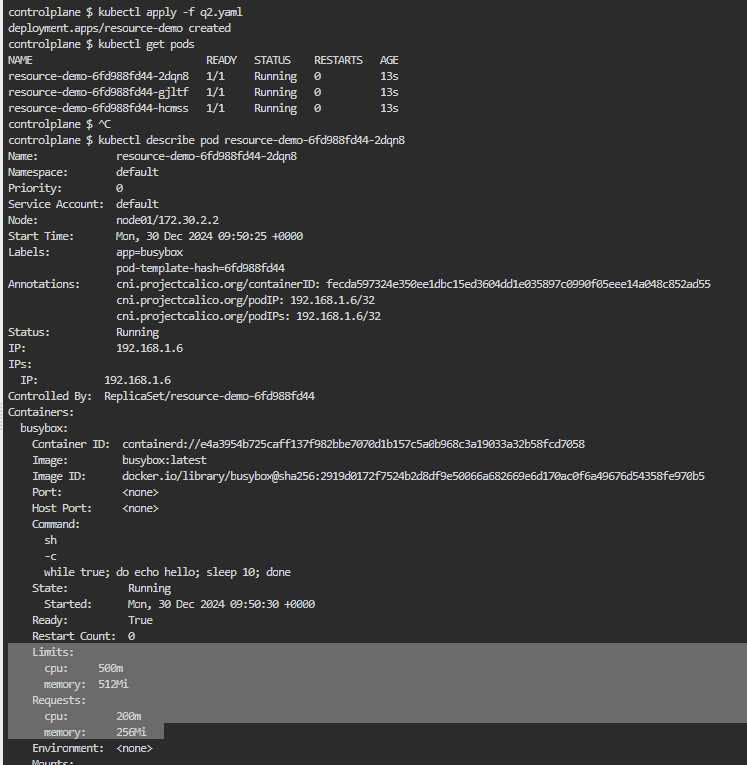 controlplane $ kubectl apply -f q2.yaml
deployment.apps/resource-demo created
controlplane $ kubectl get pods
NAME READY STATUS RESTARTS AGE
resource-demo-6fd988fd44-2dqn8 1/1 Running 0 13s
resource-demo-6fd988fd44-gjltf 1/1 Running 0 13s
resource-demo-6fd988fd44-hcmss 1/1 Running 0 13s
controlplane $ ^C
controlplane $ kubectl describe pod resource-demo-6fd988fd44-2dqn8
Name: resource-demo-6fd988fd44-2dqn8
Namespace: default
Priority: 0
Service Account: default
Node: node01/172.30.2.2
Start Time: Mon, 30 Dec 2024 09:50:25 +0000
Labels: app=busybox
pod-template-hash=6fd988fd44
Annotations: cni.projectcalico.org/containerID: fecda597324e350ee1dbc15ed3604dd1e035897c0990f05eee14a048c852ad55
cni.projectcalico.org/podIP: 192.168.1.6/32
cni.projectcalico.org/podIPs: 192.168.1.6/32
Status: Running
IP: 192.168.1.6
IPs:
IP: 192.168.1.6
Controlled By: ReplicaSet/resource-demo-6fd988fd44
Containers:
busybox:
Container ID: containerd://e4a3954b725caff137f982bbe7070d1b157c5a0b968c3a19033a32b58fcd7058
Image: busybox:latest
Image ID: docker.io/library/busybox@sha256:2919d0172f7524b2d8df9e50066a682669e6d170ac0f6a49676d54358fe970b5
Port: <none>
Host Port: <none>
Command:
sh
-c
while true; do echo hello; sleep 10; done
State: Running
Started: Mon, 30 Dec 2024 09:50:30 +0000
Ready: True
Restart Count: 0
Limits:
cpu: 500m
memory: 512Mi
Requests:
cpu: 200m
memory: 256Mi
Environment: <none>
Mounts: